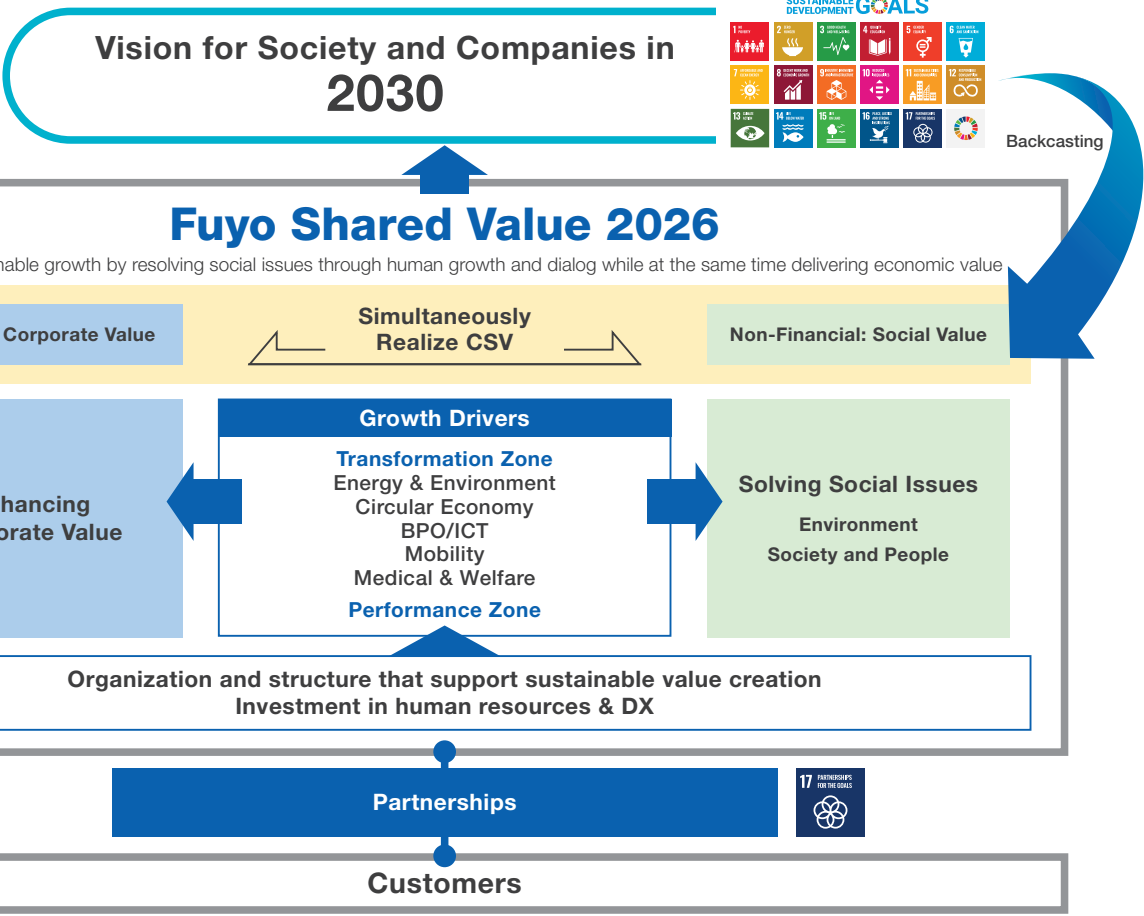 SUSTAINABLE
DEVELOPMENT GOALS
Vision for Society and Companies in
2030
Backcasting
Fuyo Shared Value 2026
growth by resolving social issues through human growth and dialog while at the same time delivering economic value
Corporate Value
Simultaneously
Realize CSV
Non-Financial: Social Value
Growth Drivers
Transformation Zone
Energy & Environment
Circular Economy
BPO/ICT
Mobility
Medical & Welfare
Performance Zone
hancing
orate Value
Solving Social Issues
Environment
Society and People
Organization and structure that support sustainable value creation
Investment in human resources & DX
Partnerships
17 PARTNERSHIPS
FOR THE GOALS
Customers